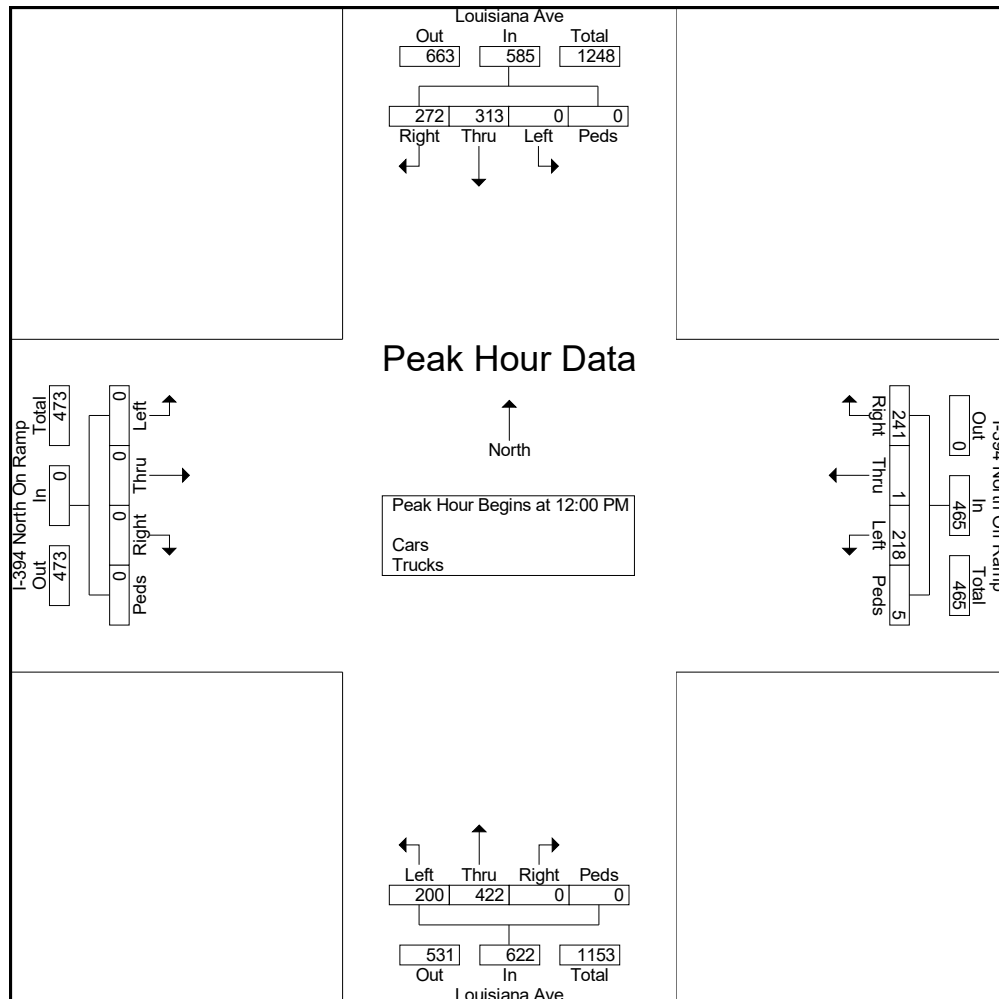 Louisiana Ave
Out In Total
663 585 1248
272 313 0 0
Right Thru Left Peds
Peak Hour Data
North
Peak Hour Begins at 12:00 PM
Cars
Trucks
I-394 North On Ramp
Total In Out
473 0 473
0 0 0 0
Left Thru Right Peds
Right Thru Left Peds
241 1 218 5
0 465 465
Out In Total
I-394 North On Ramp
Left Thru Right Peds
200 422 0 0
531 622 1153
Out In Total
Louisiana Ave